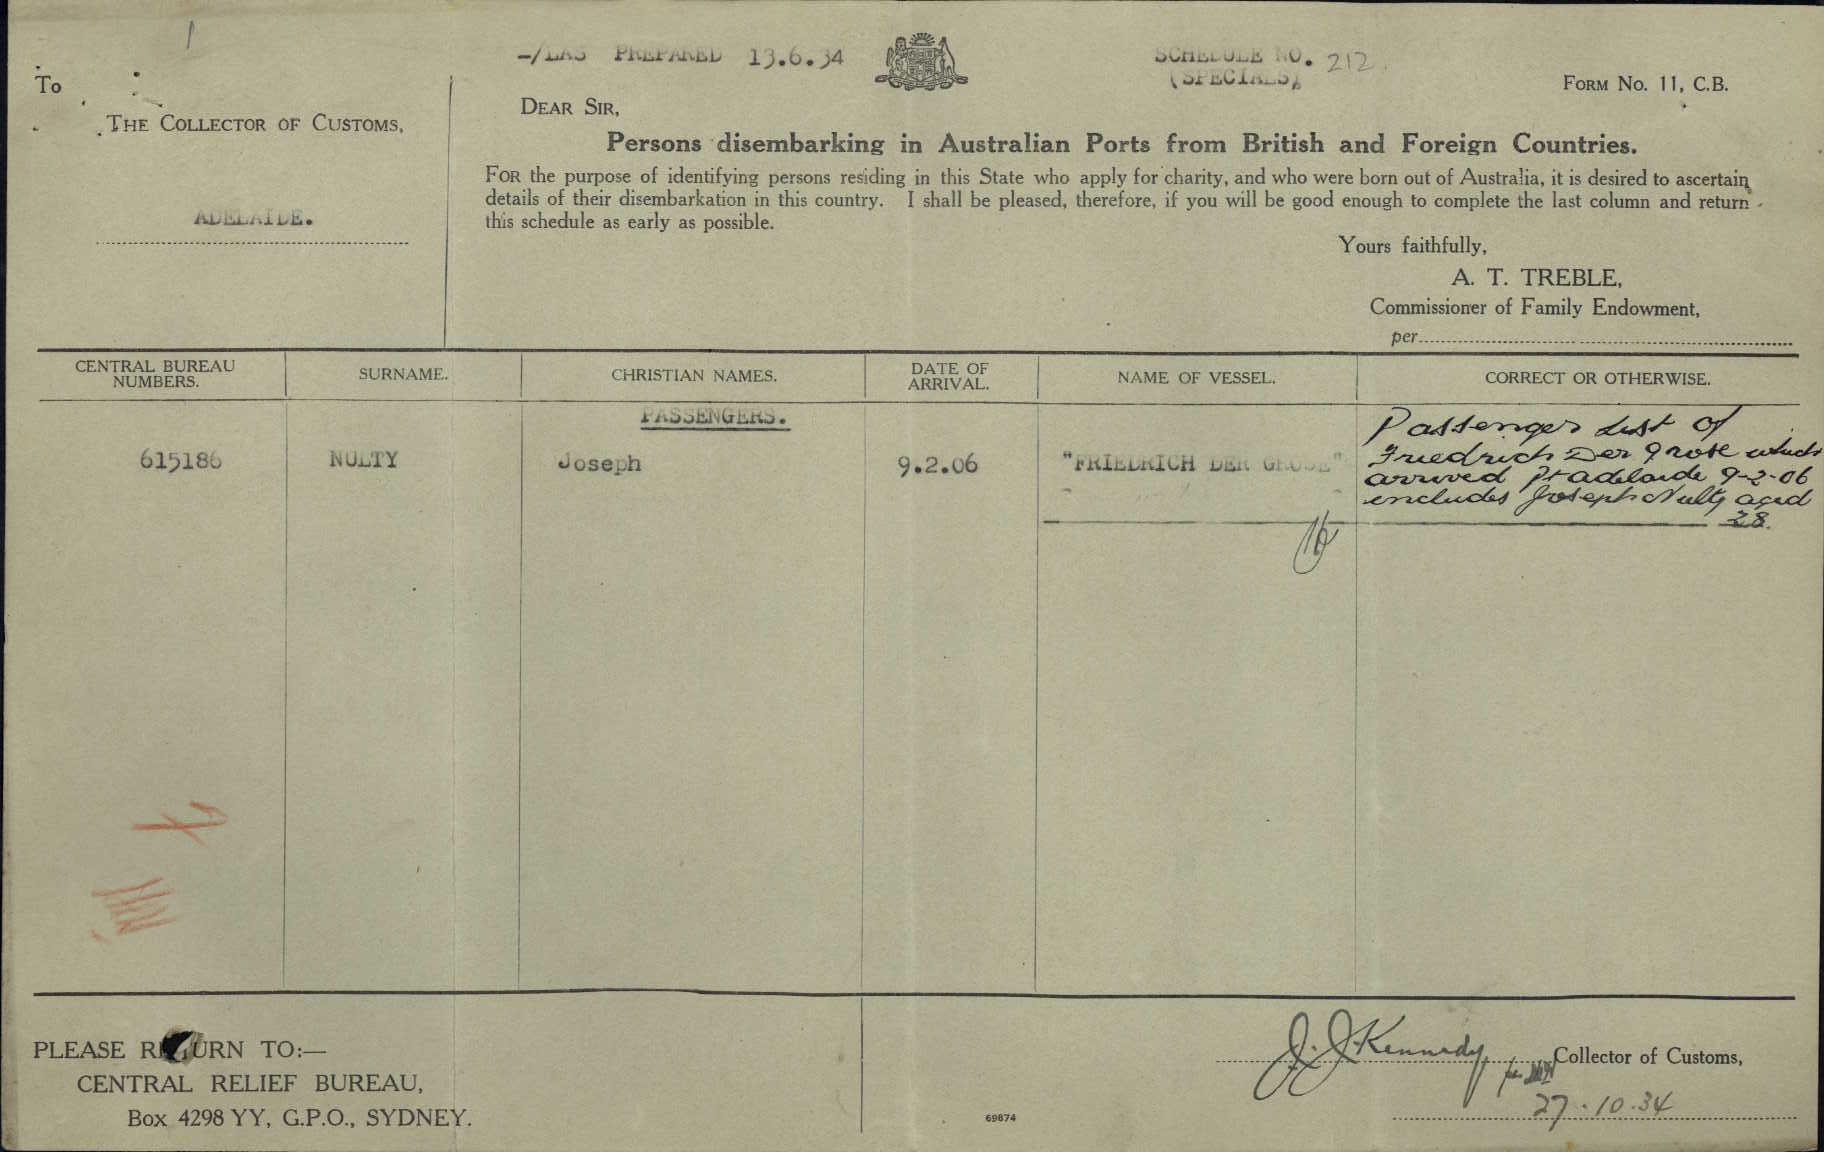 1
-/LAS PREPARED 13.6.34
SCHEDULE NO. 212
(SPECIALS)
FORM No. 11, C.B.
To
THE COLLECTOR OF CUSTOMS,
ADELAIDE.
DEAR SIR,
Persons disembarking in Australian Ports from British and Foreign Countries.
FOR the purpose of identifying persons residing in this State who apply for charity, and who were born out of Australia, it is desired to ascertain
details of their disembarkation in this country. I shall be pleased, therefore, if you will be good enough to complete the last column and return
this schedule as early as possible.
Yours faithfully,
A. T. TREBLE,
Commissioner of Family Endowment,
per
CENTRAL BUREAU
NUMBERS.
SURNAME.
CHRISTIAN NAMES.
DATE OF
ARRIVAL.
NAME OF VESSEL.
CORRECT OR OTHERWISE.
PASSENGERS.
615186
NULTY
Joseph
9.2.06
"FRIEDRICH DER GROSE"
Passenger List of
Friedrich Der Grose which
arrived Pt Adelaide 9-2-06
includes Joseph Nulty aged
28.
PLEASE RETURN TO:—
CENTRAL RELIEF BUREAU,
Box 4298 YY, G.P.O., SYDNEY.
69874
J. J. Kennedy
Collector of Customs,
27.10.34